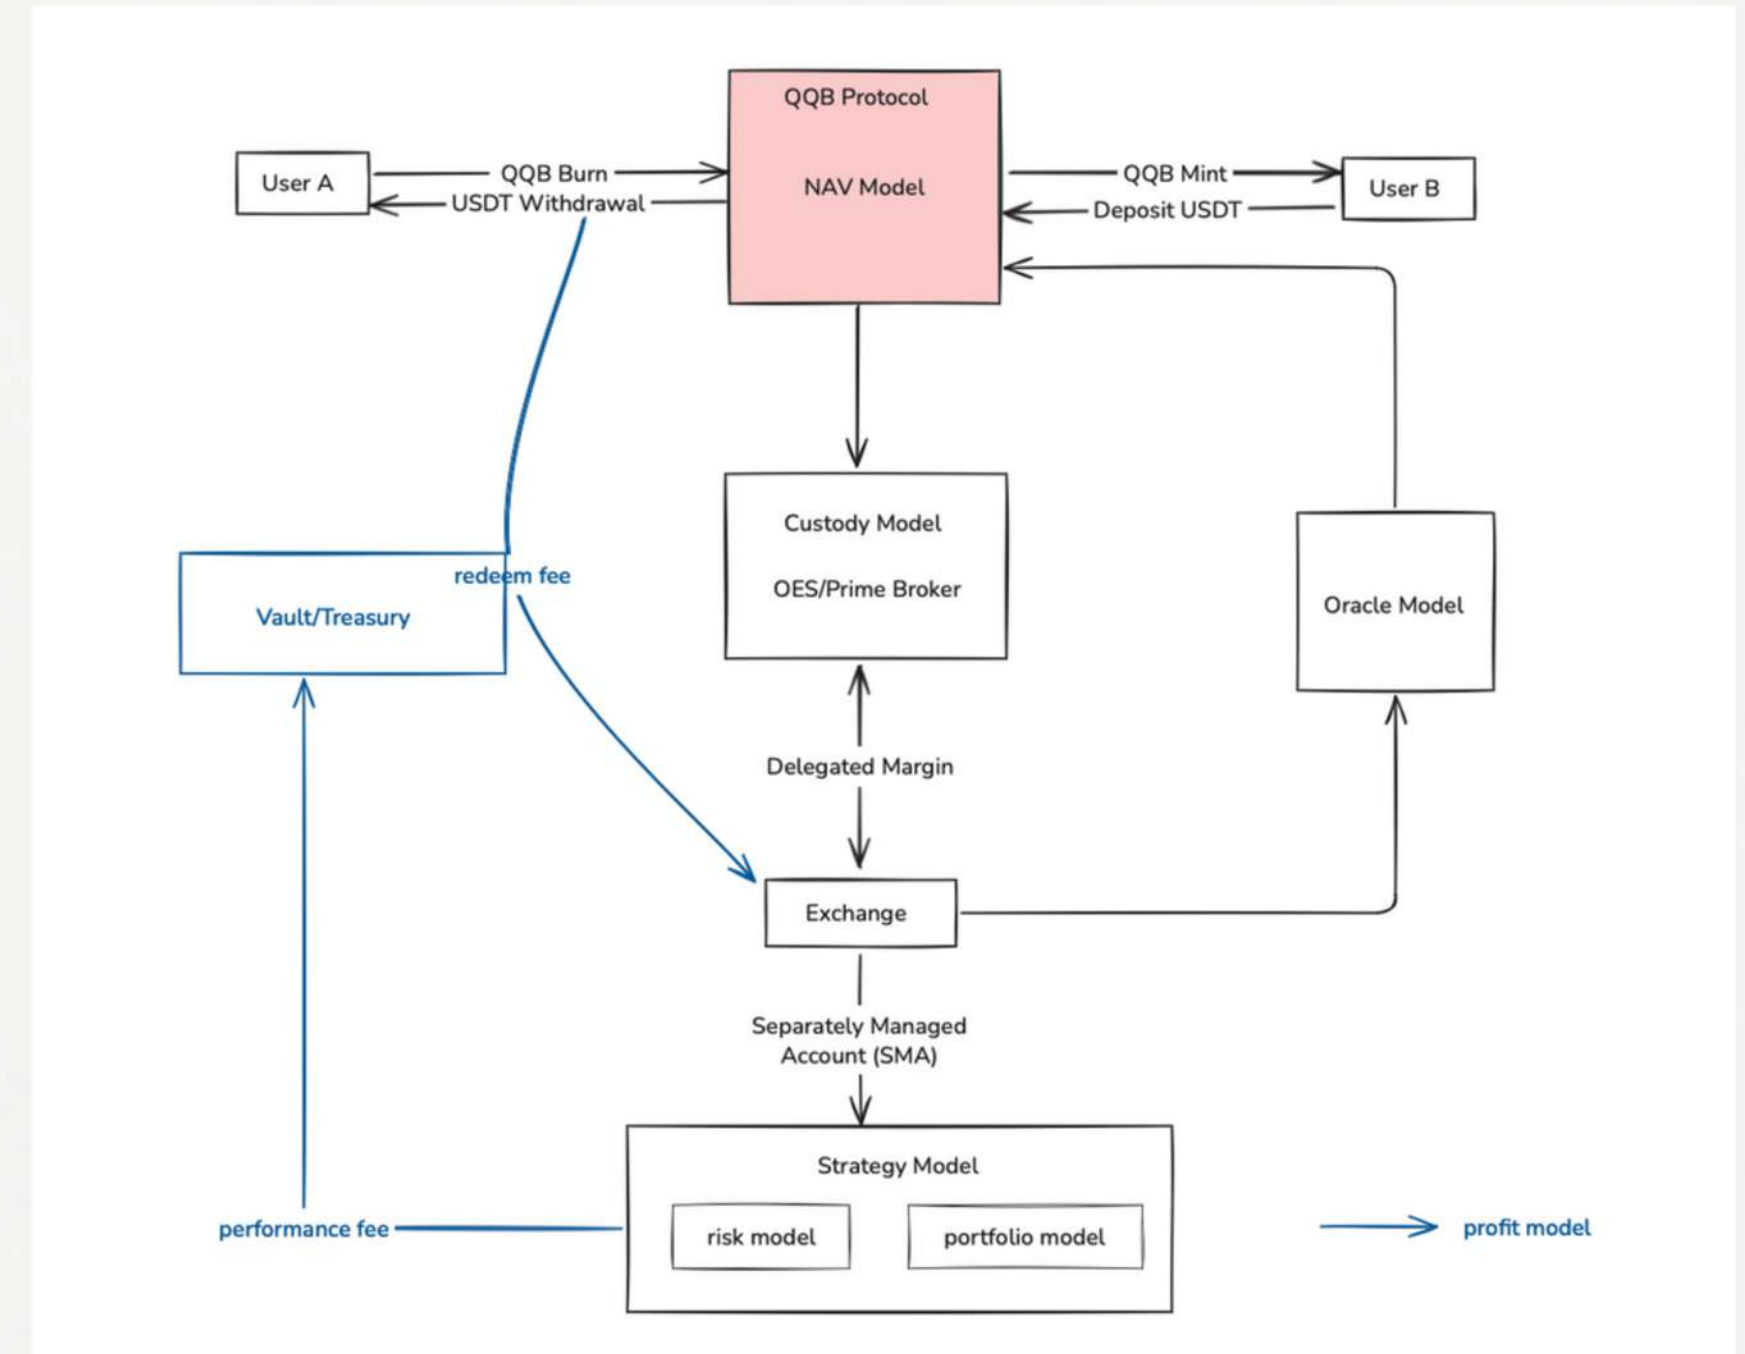 QQB Protocol
NAV Model
User A
QQB Burn
USDT Withdrawal
QQB Mint
Deposit USDT
User B
Custody Model
OES/Prime Broker
redeem fee
Vault/Treasury
Oracle Model
Delegated Margin
Exchange
Separately Managed
Account (SMA)
Strategy Model
risk model
portfolio model
performance fee
profit model